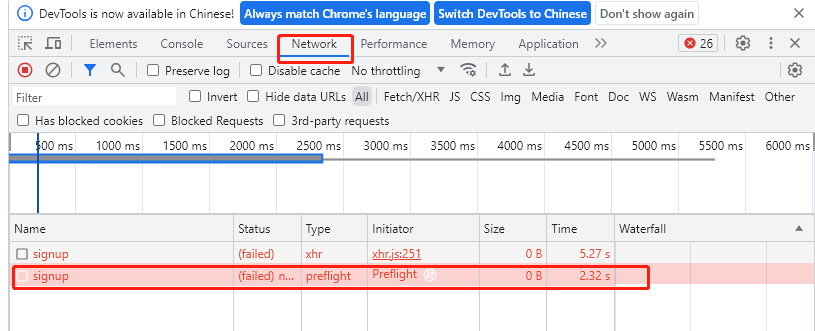 DevTools is now available in Chinese! Always match Chrome's language Switch DevTools to Chinese Don't show again
Elements Console Sources Network Performance Memory Application 26
Preserve log Disable cache No throttling
Filter Invert Hide data URLs All Fetch/XHR JS CSS Img Media Font Doc WS Wasm Manifest Other
Has blocked cookies Blocked Requests 3rd-party requests
500 ms 1000 ms 1500 ms 2000 ms 2500 ms 3000 ms 3500 ms 4000 ms 4500 ms 5000 ms 5500 ms 6000 ms
Name Status Type Initiator Size Time Waterfall
signup (failed) xhr xhr.js:251 0 B 5.27 s
signup (failed) n... preflight Preflight 0 B 2.32 s